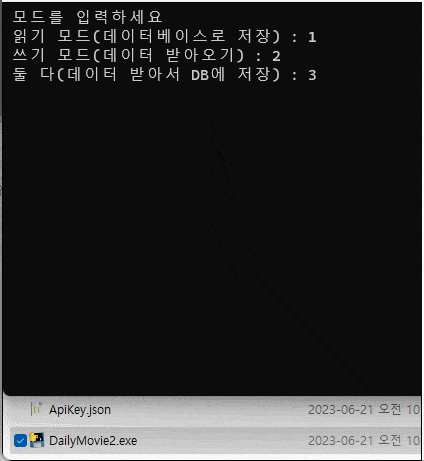 모드를 입력하세요
읽기 모드(데이터베이스로 저장) : 1
쓰기 모드(데이터 받아오기) : 2
둘 다(데이터 받아서 DB에 저장) : 3
ApiKey.json 2023-06-21 오전 10
DailyMovie2.exe 2023-06-21 오전 10